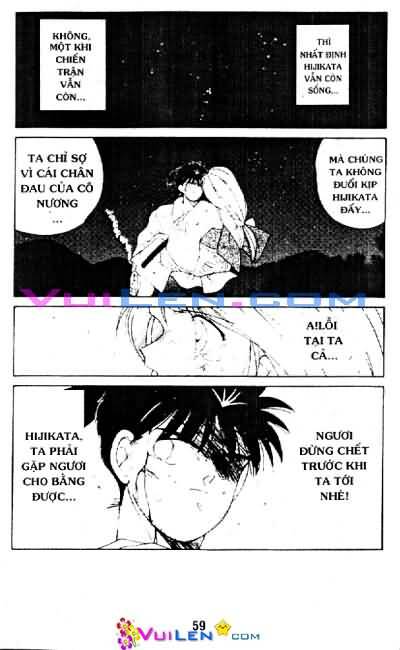 KHÔNG,
MỘT KHI
CHIẾN
TRẬN
VẪN
CÒN...
THÌ
NHẤT ĐỊNH
HIJIKATA
VẪN CÒN
SỐNG...
TA CHỈ SỢ
VÌ CÁI CHÂN
ĐAU CỦA CÔ
NƯƠNG
...
MÀ CHÚNG
TA KHÔNG
ĐUỔI KỊP
HIJIKATA
ĐẤY...
VUILEN.COM
A!LỖI
TẠI TA
CẢ...
HIJIKATA,
TA PHẢI
GẶP NGƯƠI
CHO BẰNG
ĐƯỢC...
NGƯƠI
ĐỪNG CHẾT
TRƯỚC KHI
TA TỚI
NHÉ!
59
VUILEN.COM